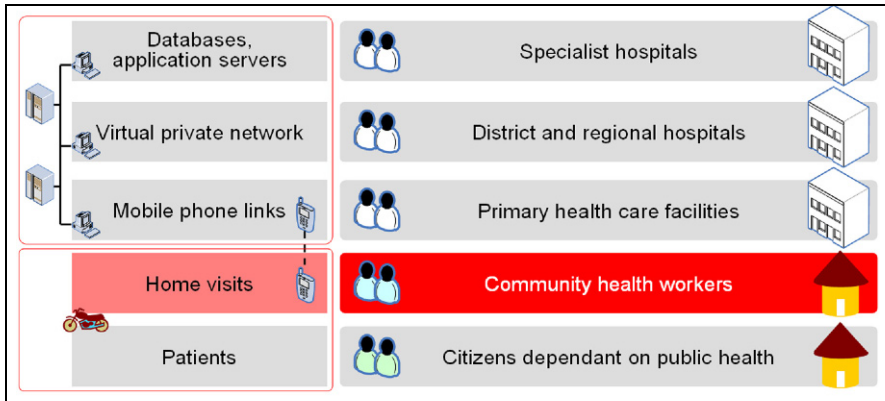 Databases,
application servers
Specialist hospitals
Virtual private network
District and regional hospitals
Mobile phone links
Primary health care facilities
Home visits
Community health workers
Patients
Citizens dependant on public health